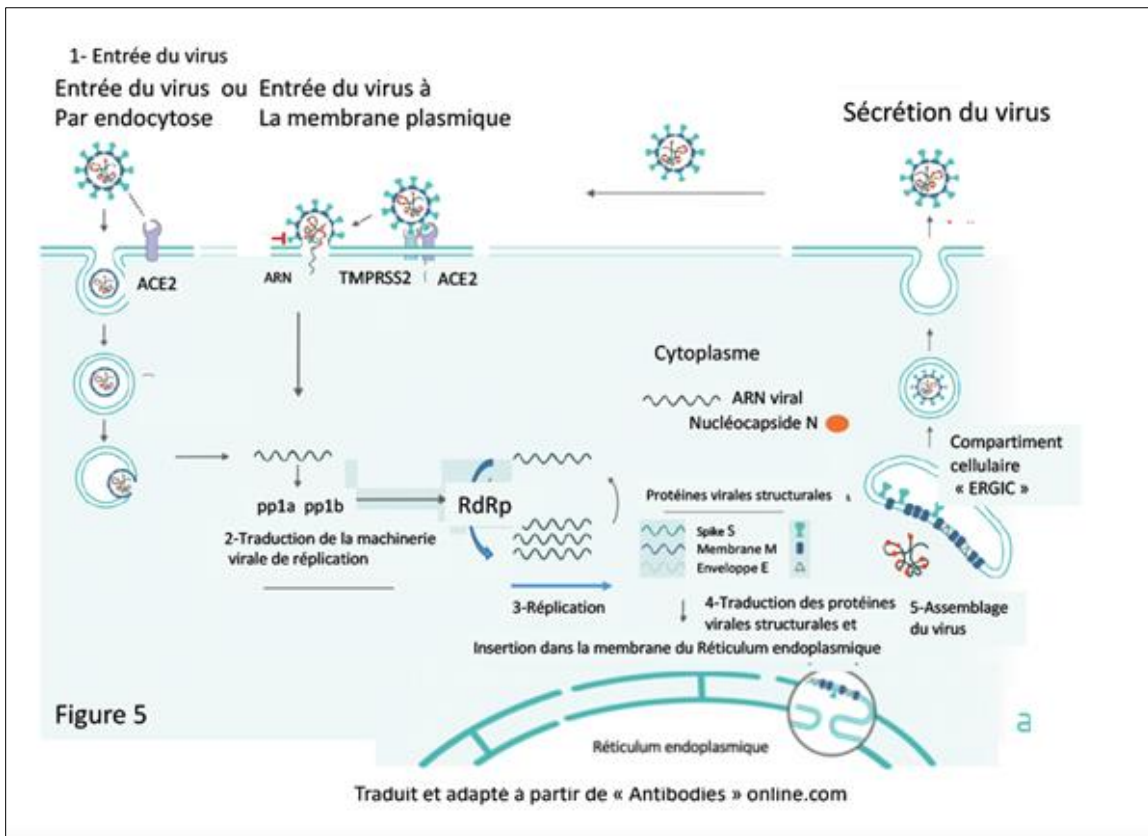 1- Entrée du virus
Entrée du virus ou
Par endocytose
Entrée du virus à
La membrane plasmique
Sécrétion du virus
ACE2
ARN
TMPRSS2
ACE2
Cytoplasme
ARN viral
Nucléocapside N
Compartiment
cellulaire
« ERGIC »
pp1a pp1b
RdRp
Protéines virales structurales
2-Traduction de la machinerie
virale de réplication
Spike S
Membrane M
Enveloppe E
3-Réplication
4-Traduction des protéines
virales structurales et
Insertion dans la membrane du Réticulum endoplasmique
5-Assemblage
du virus
Figure 5
Réticulum endoplasmique
a
Traduit et adapté à partir de « Antibodies » online.com